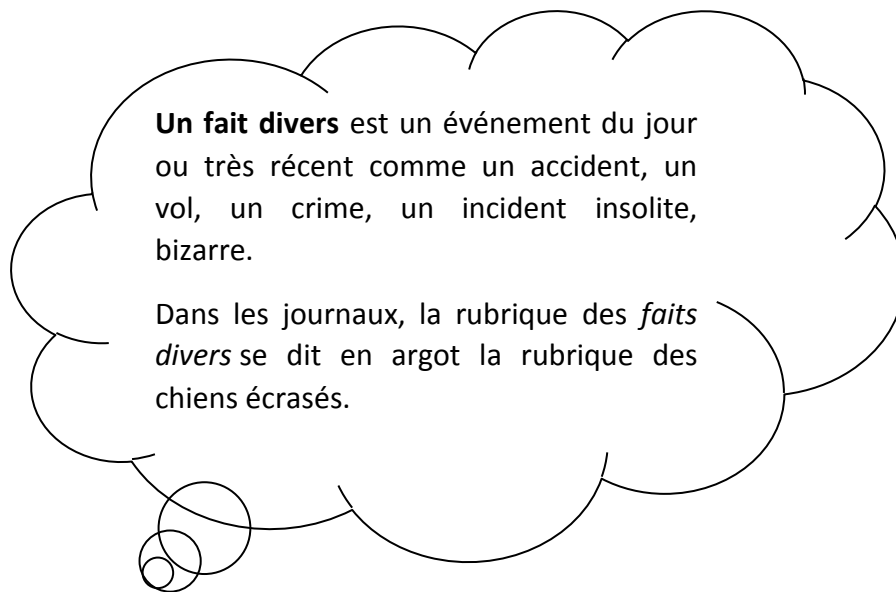 Un fait divers est un événement du jour
ou très récent comme un accident, un
vol, un crime, un incident insolite,
bizarre.
Dans les journaux, la rubrique des faits
divers se dit en argot la rubrique des
chiens écrasés.